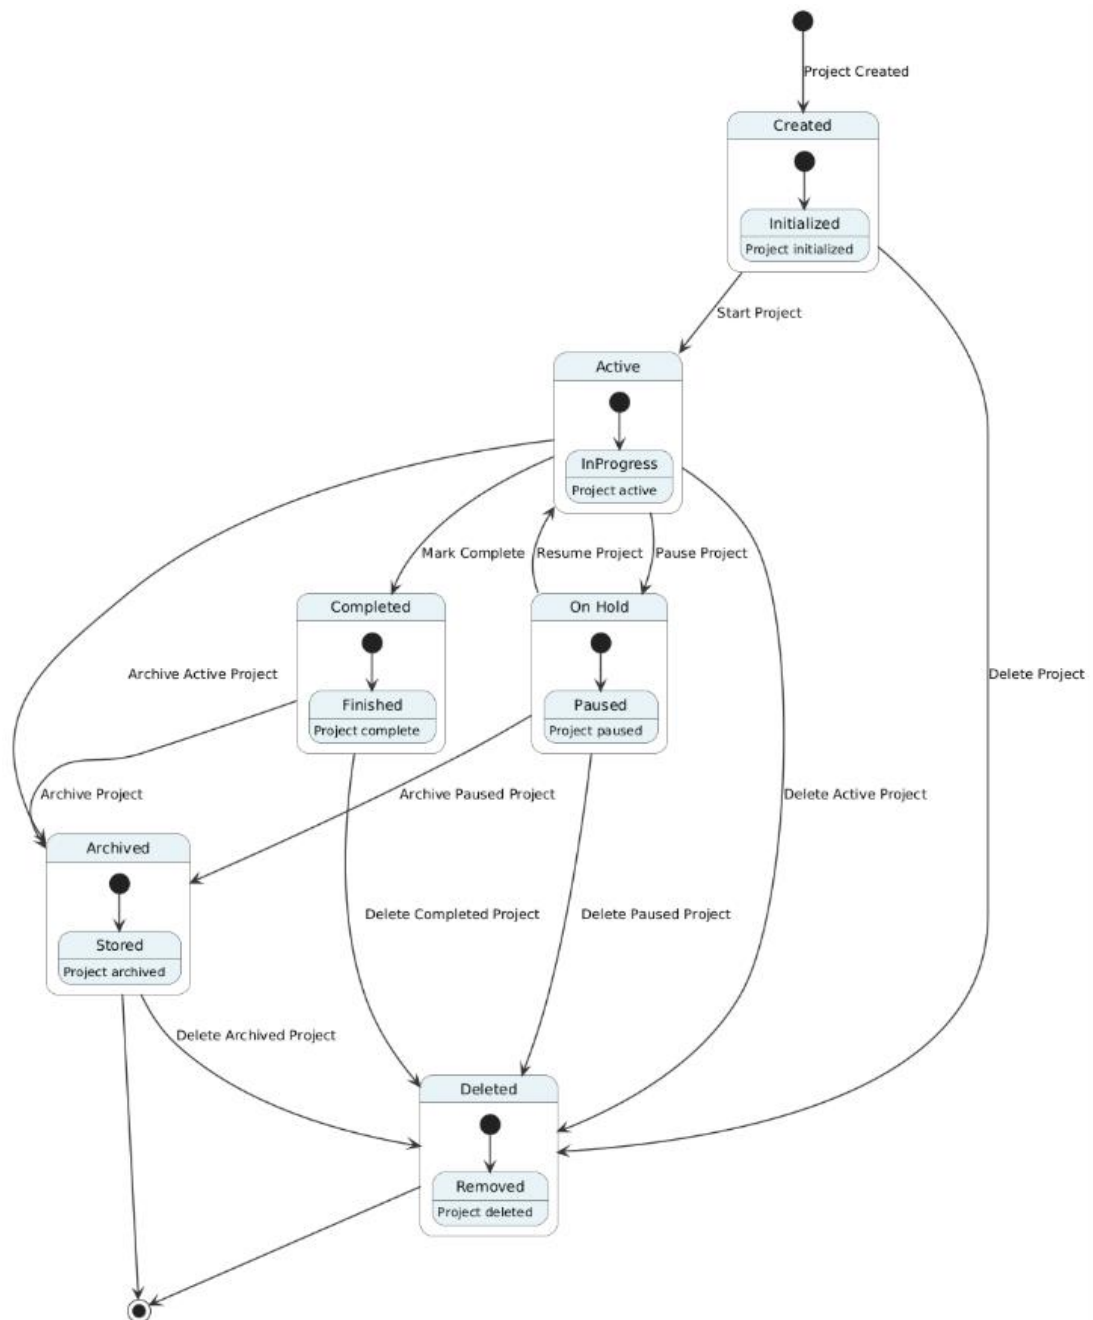 Project Created
Created
Initialized
Project initialized
Start Project
Active
InProgress
Project active
Mark Complete
Resume Project
Pause Project
Completed
On Hold
Archive Active Project
Delete Project
Finished
Paused
Project complete
Project paused
Archive Project
Archive Paused Project
Delete Active Project
Archived
Delete Completed Project
Delete Paused Project
Stored
Project archived
Delete Archived Project
Deleted
Removed
Project deleted